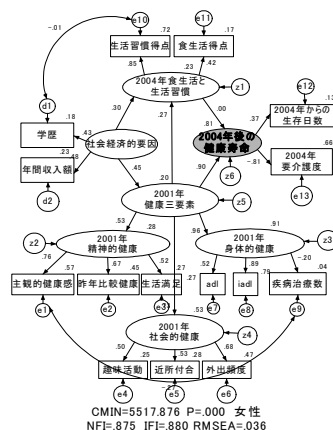 e10
e11
-.01
.72
.17
生活習慣得点
食生活得点
.85
.23
.42
2004年食生活と
生活習慣
z1
e12
d1
.18
.30
.00
.13
学歴
.43
.81
.37
2004年からの
生存日数
.23
社会経済的要因
.27
2004年後の
健康寿命
年間収入額
.48
.66
-.81
2004年
要介護度
.45
.20
.90
z6
d2
2001年
健康三要素
z5
e13
.53
.28
.96
.91
z2
2001年
精神的健康
2001年
身体的健康
z3
.76
.57
.67
.45
.52
.27
.52
.89
.79
-.20
.04
主観的健康感
昨年比較健康
生活満足
adl
iadl
疾病治療数
e1
e2
e3
.27
e7
e8
e9
2001年
社会的健康
z4
.50
.25
.53
.28
.68
.47
趣味活動
近所付合
外出頻度
e4
e5
e6
CMIN=5517.876 P=.000 女性
NFI=.875 IFI=.880 RMSEA=.036